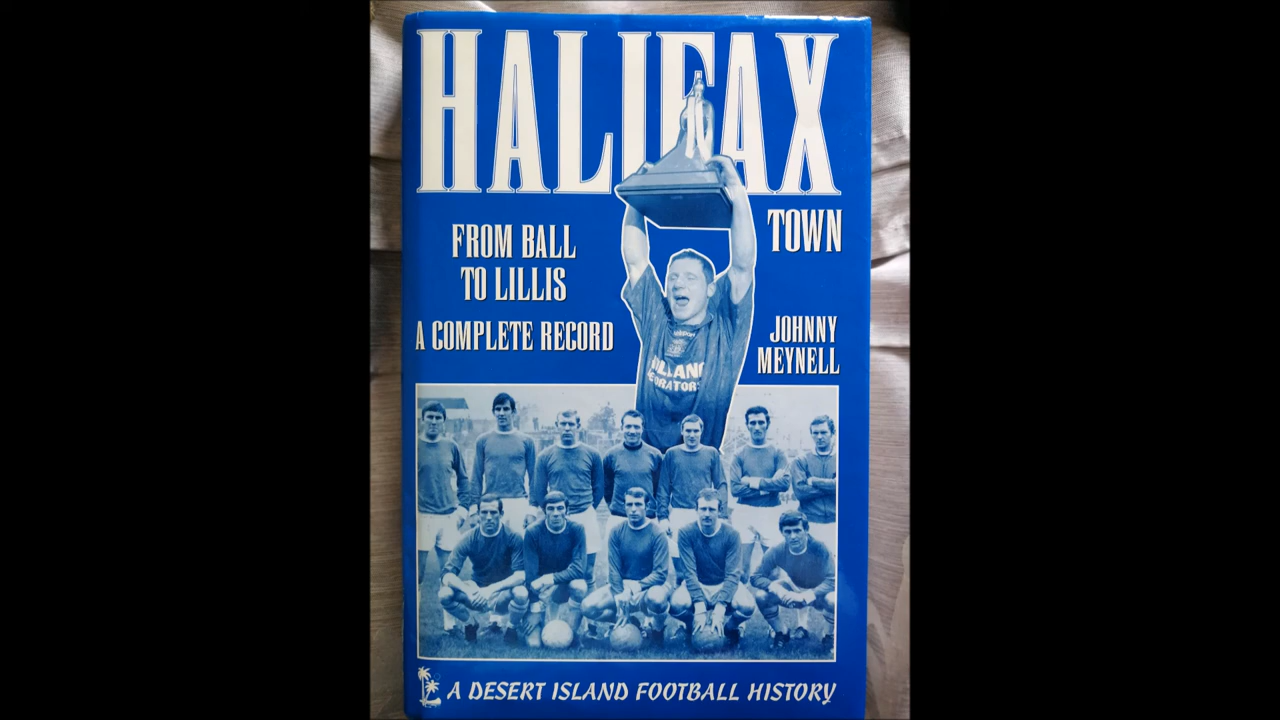 HALIFAX
TOWN
FROM BALL
TO LILLIS
A COMPLETE RECORD
JOHNNY
MEYNELL
A DESERT ISLAND FOOTBALL HISTORY